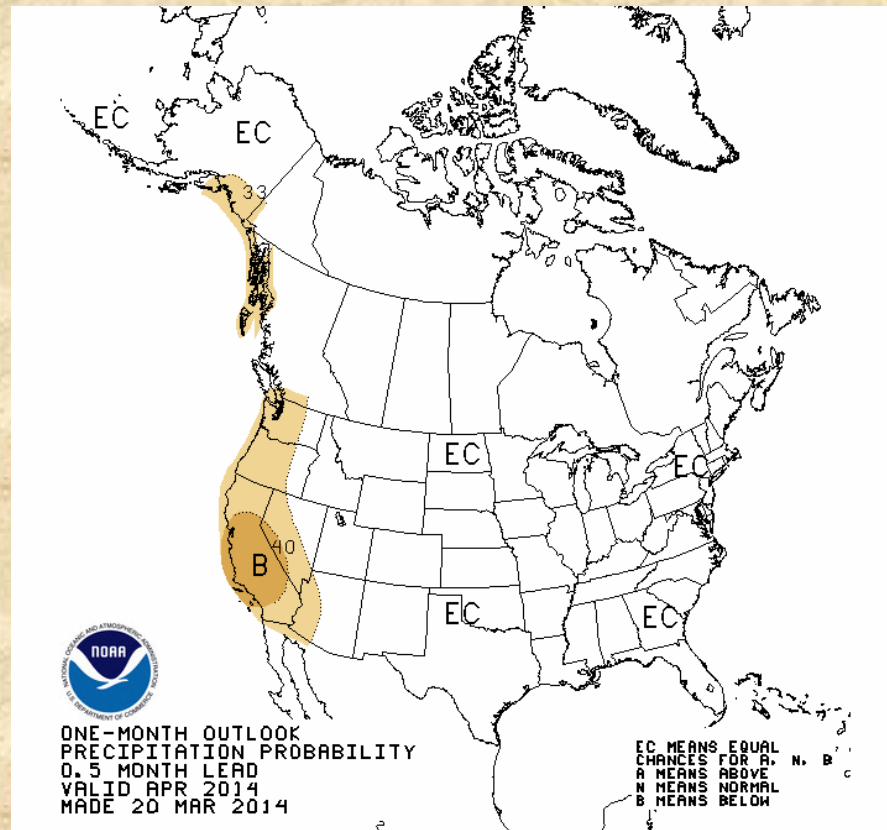 EC
EC
33
EC
EC
40
B
EC
EC
NATIONAL OCEANIC AND ATMOSPHERIC ADMINISTRATION
NOAA
U.S. DEPARTMENT OF COMMERCE
ONE-MONTH OUTLOOK
PRECIPITATION PROBABILITY
0.5 MONTH LEAD
VALID APR 2014
MADE 20 MAR 2014
EC MEANS EQUAL
CHANCES FOR A, N, B
A MEANS ABOVE
N MEANS NORMAL
B MEANS BELOW